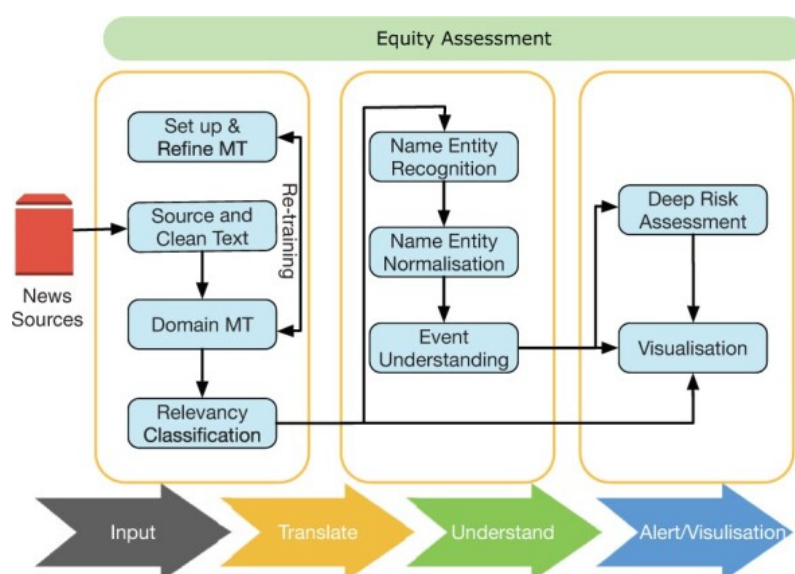 Equity Assessment
Set up &
Refine MT
Re-training
Source and
Clean Text
News
Sources
Domain MT
Relevancy
Classification
Name Entity
Recognition
Name Entity
Normalisation
Event
Understanding
Deep Risk
Assessment
Visualisation
Input
Translate
Understand
Alert/Visulisation